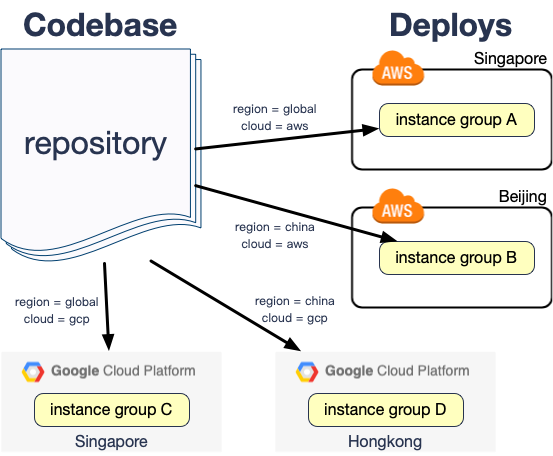 Codebase
Deploys
repository
region = global
cloud = aws
AWS
Singapore
instance group A
region = china
cloud = aws
AWS
Beijing
instance group B
region = global
cloud = gcp
region = china
cloud = gcp
Google Cloud Platform
instance group C
Singapore
Google Cloud Platform
instance group D
Hongkong